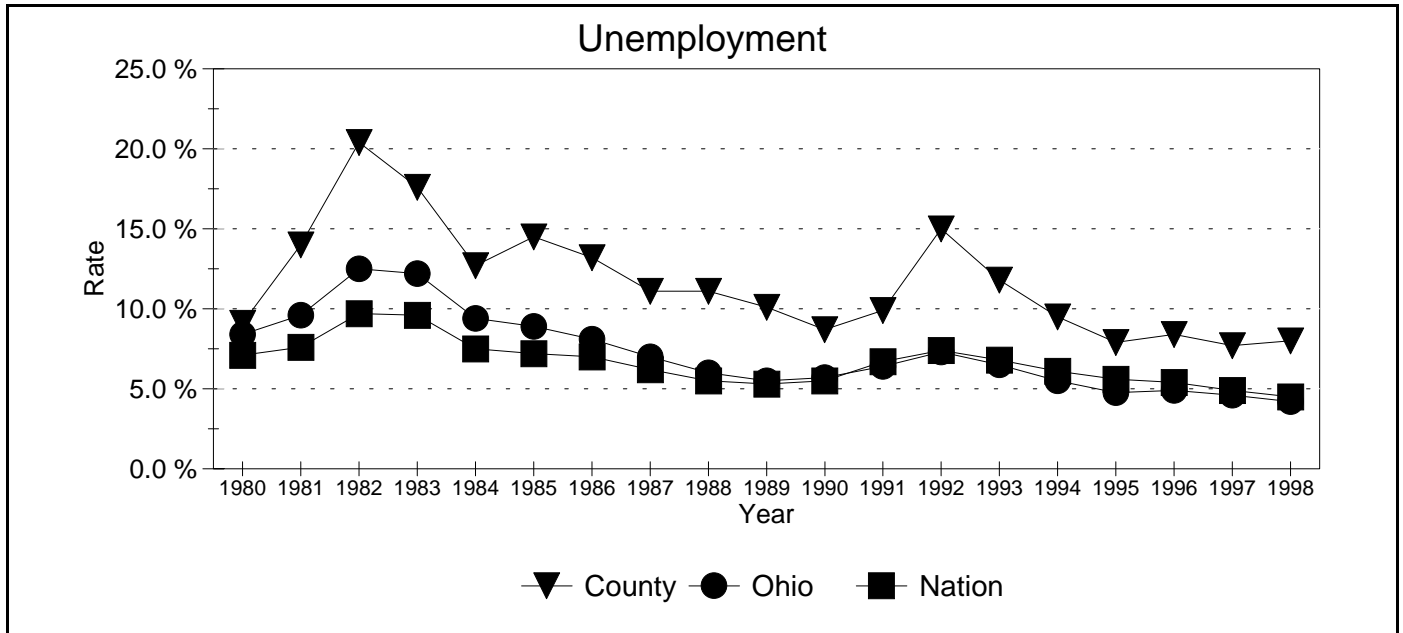 Unemployment
25.0 %
20.0 %
15.0 %
10.0 %
5.0 %
0.0 %
Rate
1980 1981 1982 1983 1984 1985 1986 1987 1988 1989 1990 1991 1992 1993 1994 1995 1996 1997 1998
Year
County Ohio Nation